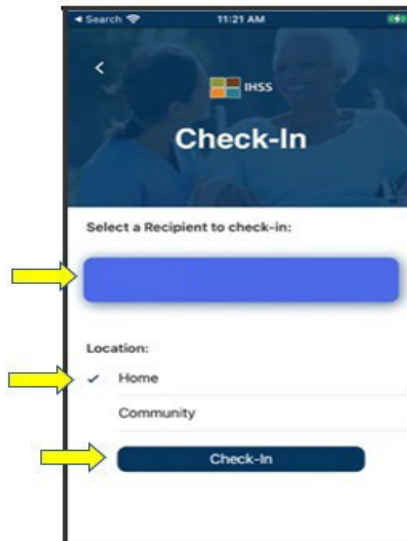 ◀ Search 11:21 AM
IHSS
Check-In
Select a Recipient to check-in:
Location:
✓ Home
Community
Check-In